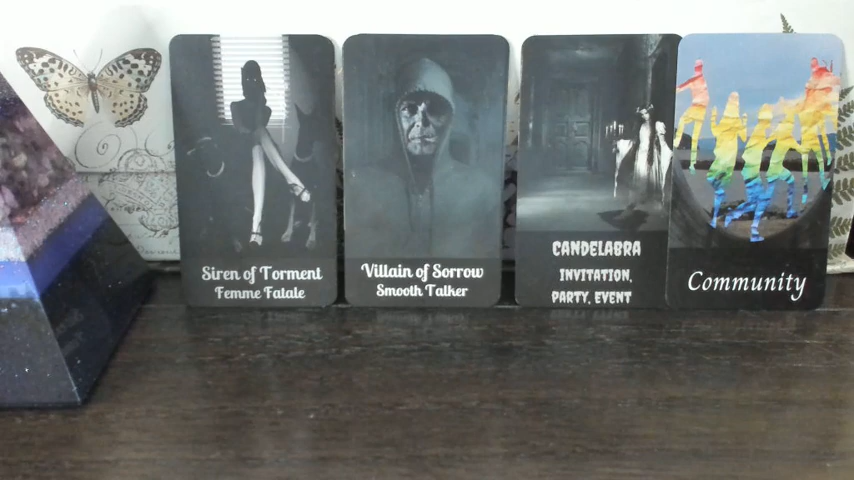 Siren of Torment
Femme Fatale
Villain of Sorrow
Smooth Talker
CANDELABRA
INVITATION,
PARTY, EVENT
Community